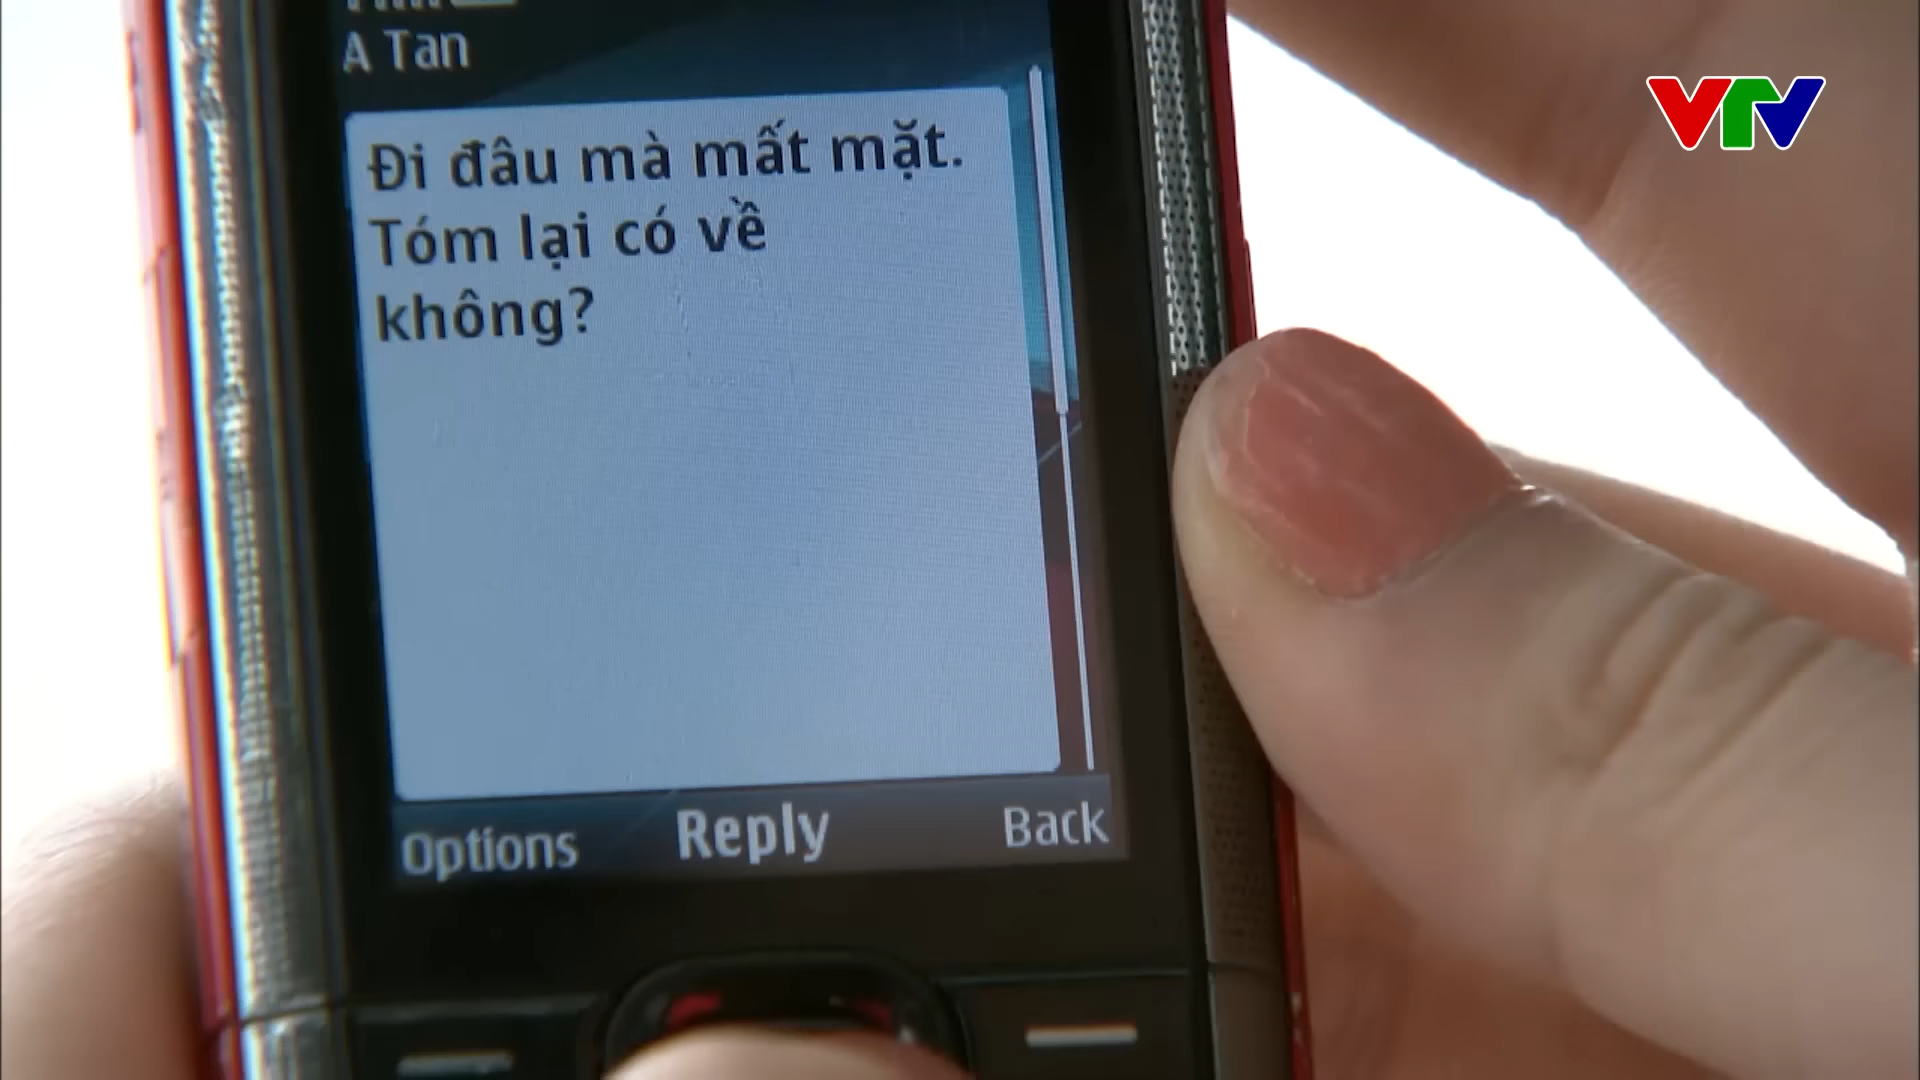 A Tan
VTV
Đi đâu mà mất mặt.
Tóm lại có về
không?
Options Reply Back